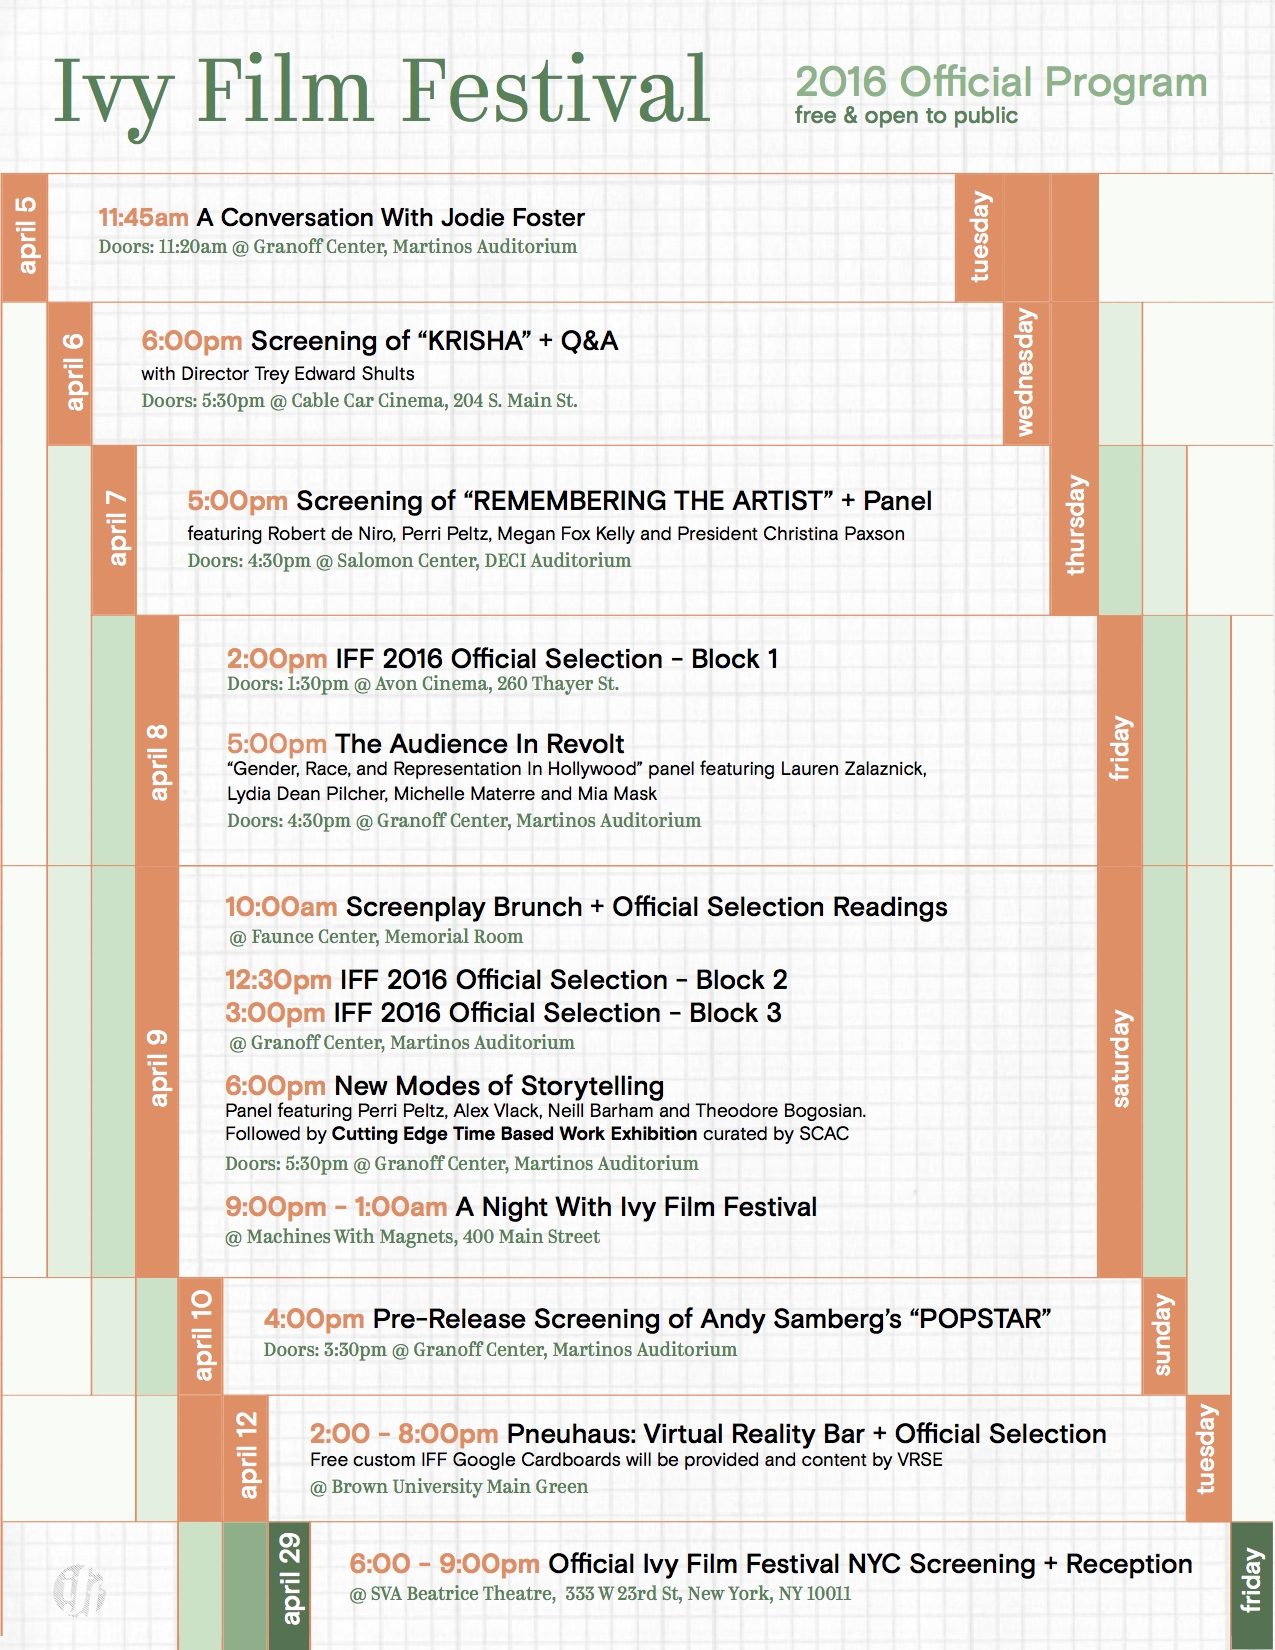 Ivy Film Festival
2016 Official Program
free & open to public
april 5
11:45am A Conversation With Jodie Foster
Doors: 11:20am @ Granoff Center, Martinos Auditorium
tuesday
april 6
6:00pm Screening of “KRISHA” + Q&A
with Director Trey Edward Shults
Doors: 5:30pm @ Cable Car Cinema, 204 S. Main St.
wednesday
april 7
5:00pm Screening of “REMEMBERING THE ARTIST” + Panel
featuring Robert de Niro, Perri Peltz, Megan Fox Kelly and President Christina Paxson
Doors: 4:30pm @ Salomon Center, DECI Auditorium
thursday
april 8
2:00pm IFF 2016 Official Selection - Block 1
Doors: 1:30pm @ Avon Cinema, 260 Thayer St.
5:00pm The Audience In Revolt
“Gender, Race, and Representation In Hollywood” panel featuring Lauren Zalaznick,
Lydia Dean Pilcher, Michelle Materre and Mia Mask
Doors: 4:30pm @ Granoff Center, Martinos Auditorium
friday
april 9
10:00am Screenplay Brunch + Official Selection Readings
@ Faunce Center, Memorial Room
12:30pm IFF 2016 Official Selection - Block 2
3:00pm IFF 2016 Official Selection - Block 3
@ Granoff Center, Martinos Auditorium
6:00pm New Modes of Storytelling
Panel featuring Perri Peltz, Alex Vlack, Neill Barham and Theodore Bogosian.
Followed by Cutting Edge Time Based Work Exhibition curated by SCAC
Doors: 5:30pm @ Granoff Center, Martinos Auditorium
9:00pm - 1:00am A Night With Ivy Film Festival
@ Machines With Magnets, 400 Main Street
saturday
april 10
4:00pm Pre-Release Screening of Andy Samberg’s “POPSTAR”
Doors: 3:30pm @ Granoff Center, Martinos Auditorium
sunday
april 12
2:00 - 8:00pm Pneuhaus: Virtual Reality Bar + Official Selection
Free custom IFF Google Cardboards will be provided and content by VRSE
@ Brown University Main Green
tuesday
april 29
6:00 - 9:00pm Official Ivy Film Festival NYC Screening + Reception
@ SVA Beatrice Theatre, 333 W 23rd St, New York, NY 10011
friday